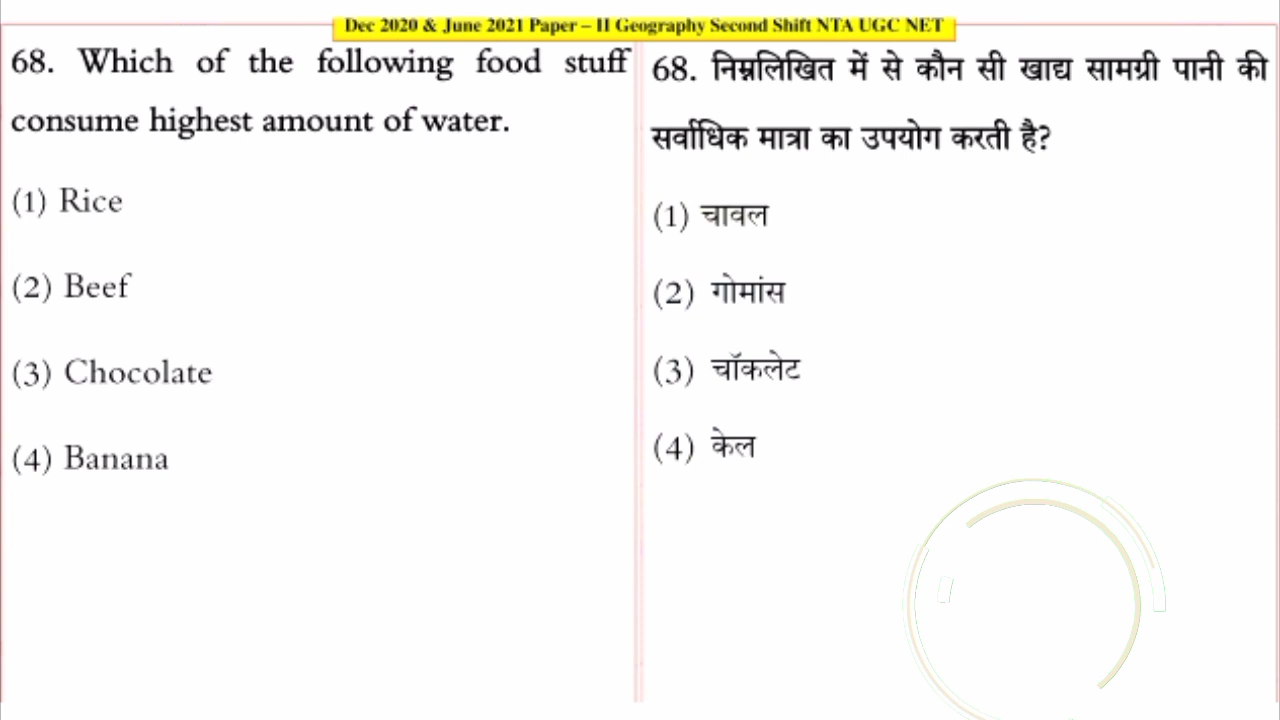 Dec 2020 & June 2021 Paper – II Geography Second Shift NTA UGC NET
68. Which of the following food stuff
consume highest amount of water.
(1) Rice
(2) Beef
(3) Chocolate
(4) Banana
68. निम्नलिखित में से कौन सी खाद्य सामग्री पानी की
सर्वाधिक मात्रा का उपयोग करती है?
(1) चावल
(2) गोमांस
(3) चॉकलेट
(4) केल